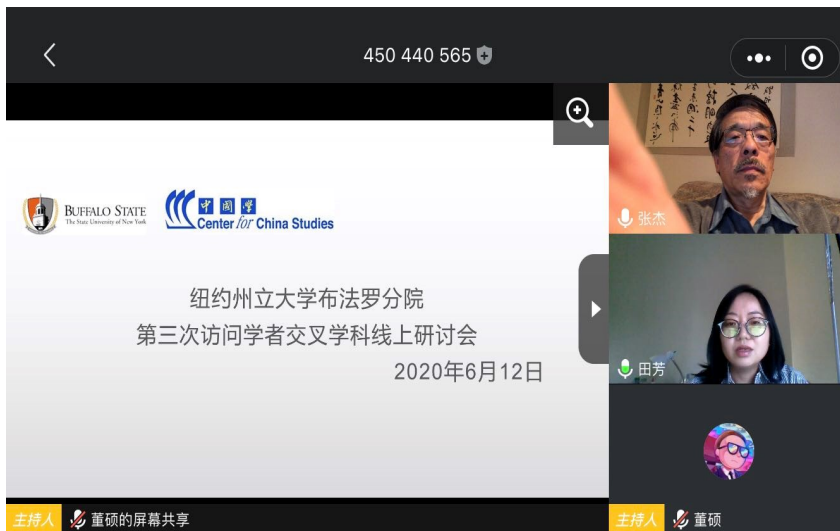 450 440 565
BUFFALO STATE
The State University of New York
中國學
Center for China Studies
纽约州立大学布法罗分院
第三次访问学者交叉学科线上研讨会
2020年6月12日
张杰
田芳
主持人 董硕的屏幕共享
主持人 董硕